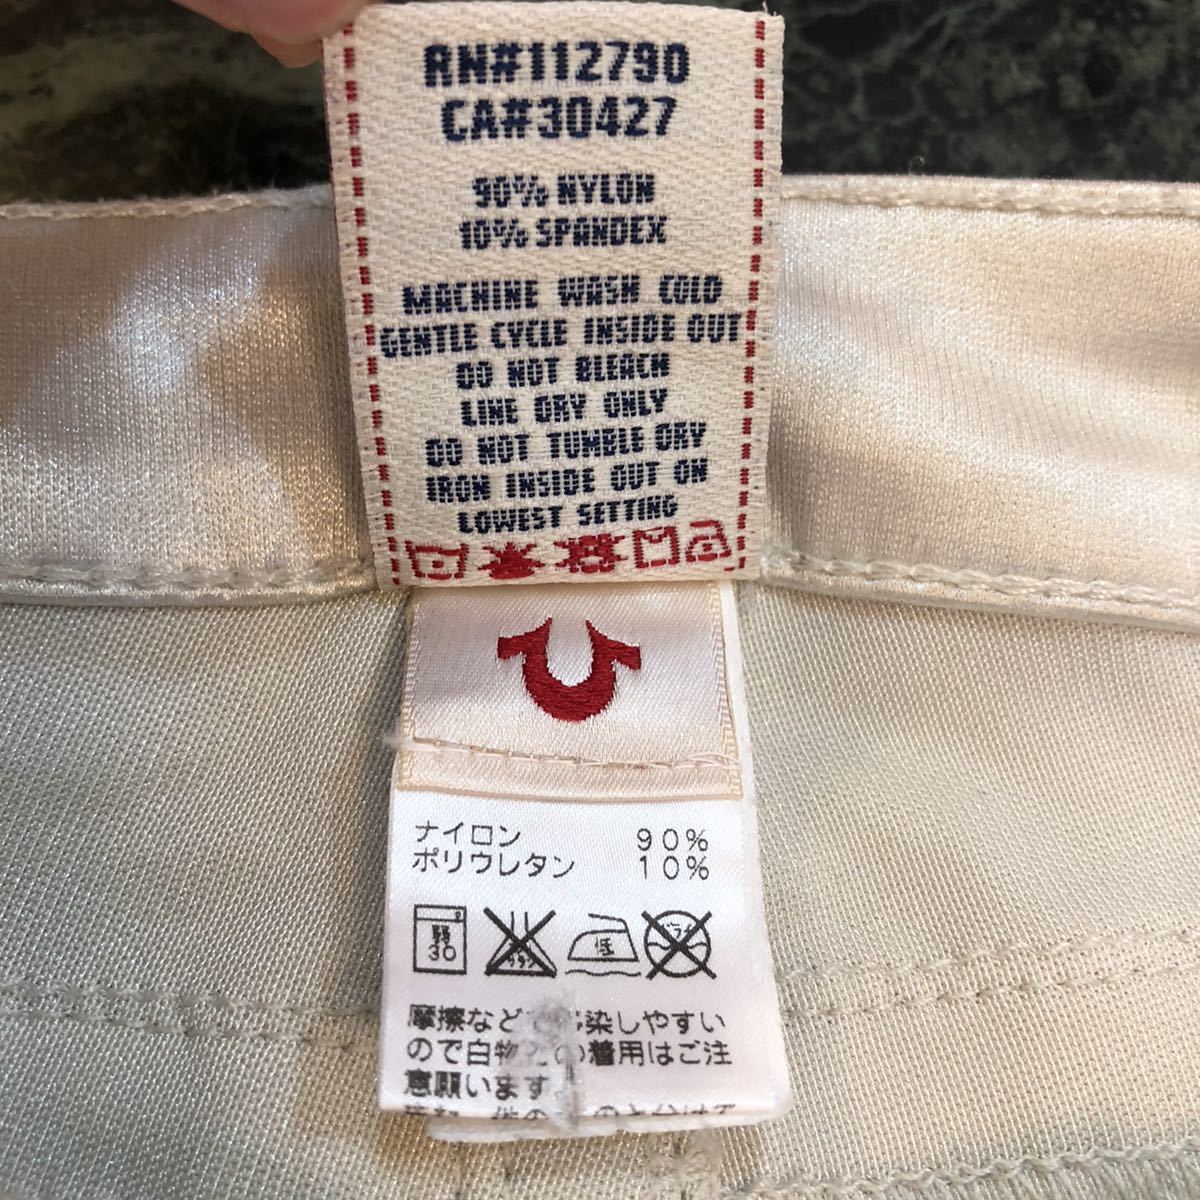 RN#112790
CA#30427
90% NYLON
10% SPANDEX
MACHINE WASH COLD
GENTLE CYCLE INSIDE OUT
DO NOT BLEACH
LINE DRY ONLY
DO NOT TUMBLE DRY
IRON INSIDE OUT ON
LOWEST SETTING
ナイロン 90%
ポリウレタン 10%
弱
30
低
摩擦など 染しやすい
ので白物 の着用はご注
意願います。